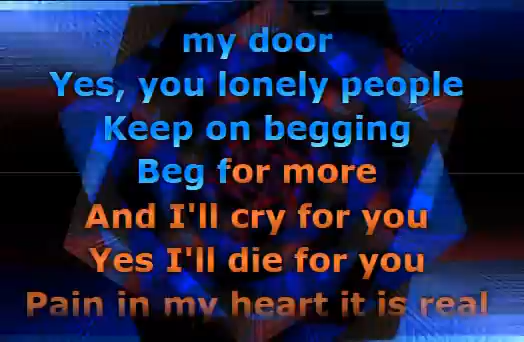 my door
Yes, you lonely people
Keep on begging
Beg for more
And I'll cry for you
Yes I'll die for you
Pain in my heart it is real